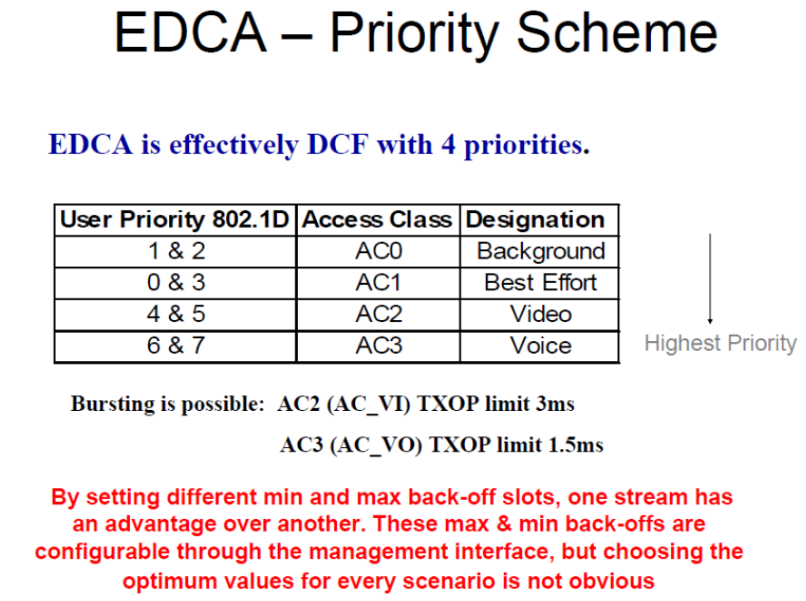 EDCA – Priority Scheme
EDCA is effectively DCF with 4 priorities.
User Priority 802.1D Access Class Designation
1 & 2 AC0 Background
0 & 3 AC1 Best Effort
4 & 5 AC2 Video
6 & 7 AC3 Voice
Highest Priority
Bursting is possible: AC2 (AC_VI) TXOP limit 3ms
AC3 (AC_VO) TXOP limit 1.5ms
By setting different min and max back-off slots, one stream has
an advantage over another. These max & min back-offs are
configurable through the management interface, but choosing the
optimum values for every scenario is not obvious